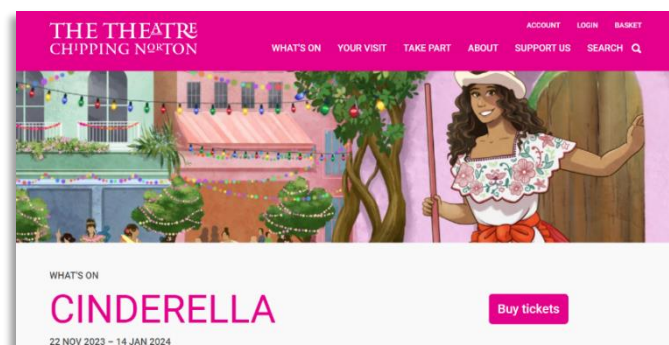 THE THEATRE
CHIPPING NORTON
ACCOUNT LOGIN BASKET
WHAT'S ON YOUR VISIT TAKE PART ABOUT SUPPORT US SEARCH
WHAT'S ON
CINDERELLA
Buy tickets
22 NOV 2023 – 14 JAN 2024